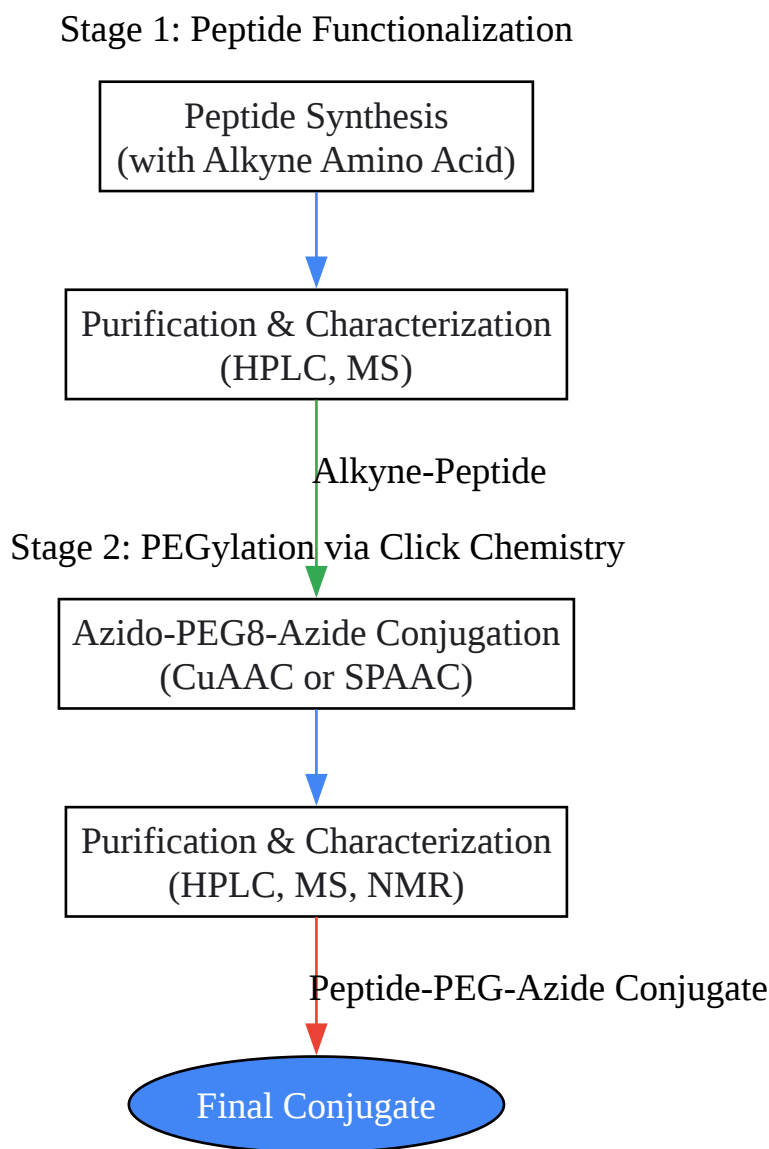 Stage 1: Peptide Functionalization
Peptide Synthesis
(with Alkyne Amino Acid)
Purification & Characterization
(HPLC, MS)
Alkyne-Peptide
Stage 2: PEGylation via Click Chemistry
Azido-PEG8-Azide Conjugation
(CuAAC or SPAAC)
Purification & Characterization
(HPLC, MS, NMR)
Peptide-PEG-Azide Conjugate
Final Conjugate